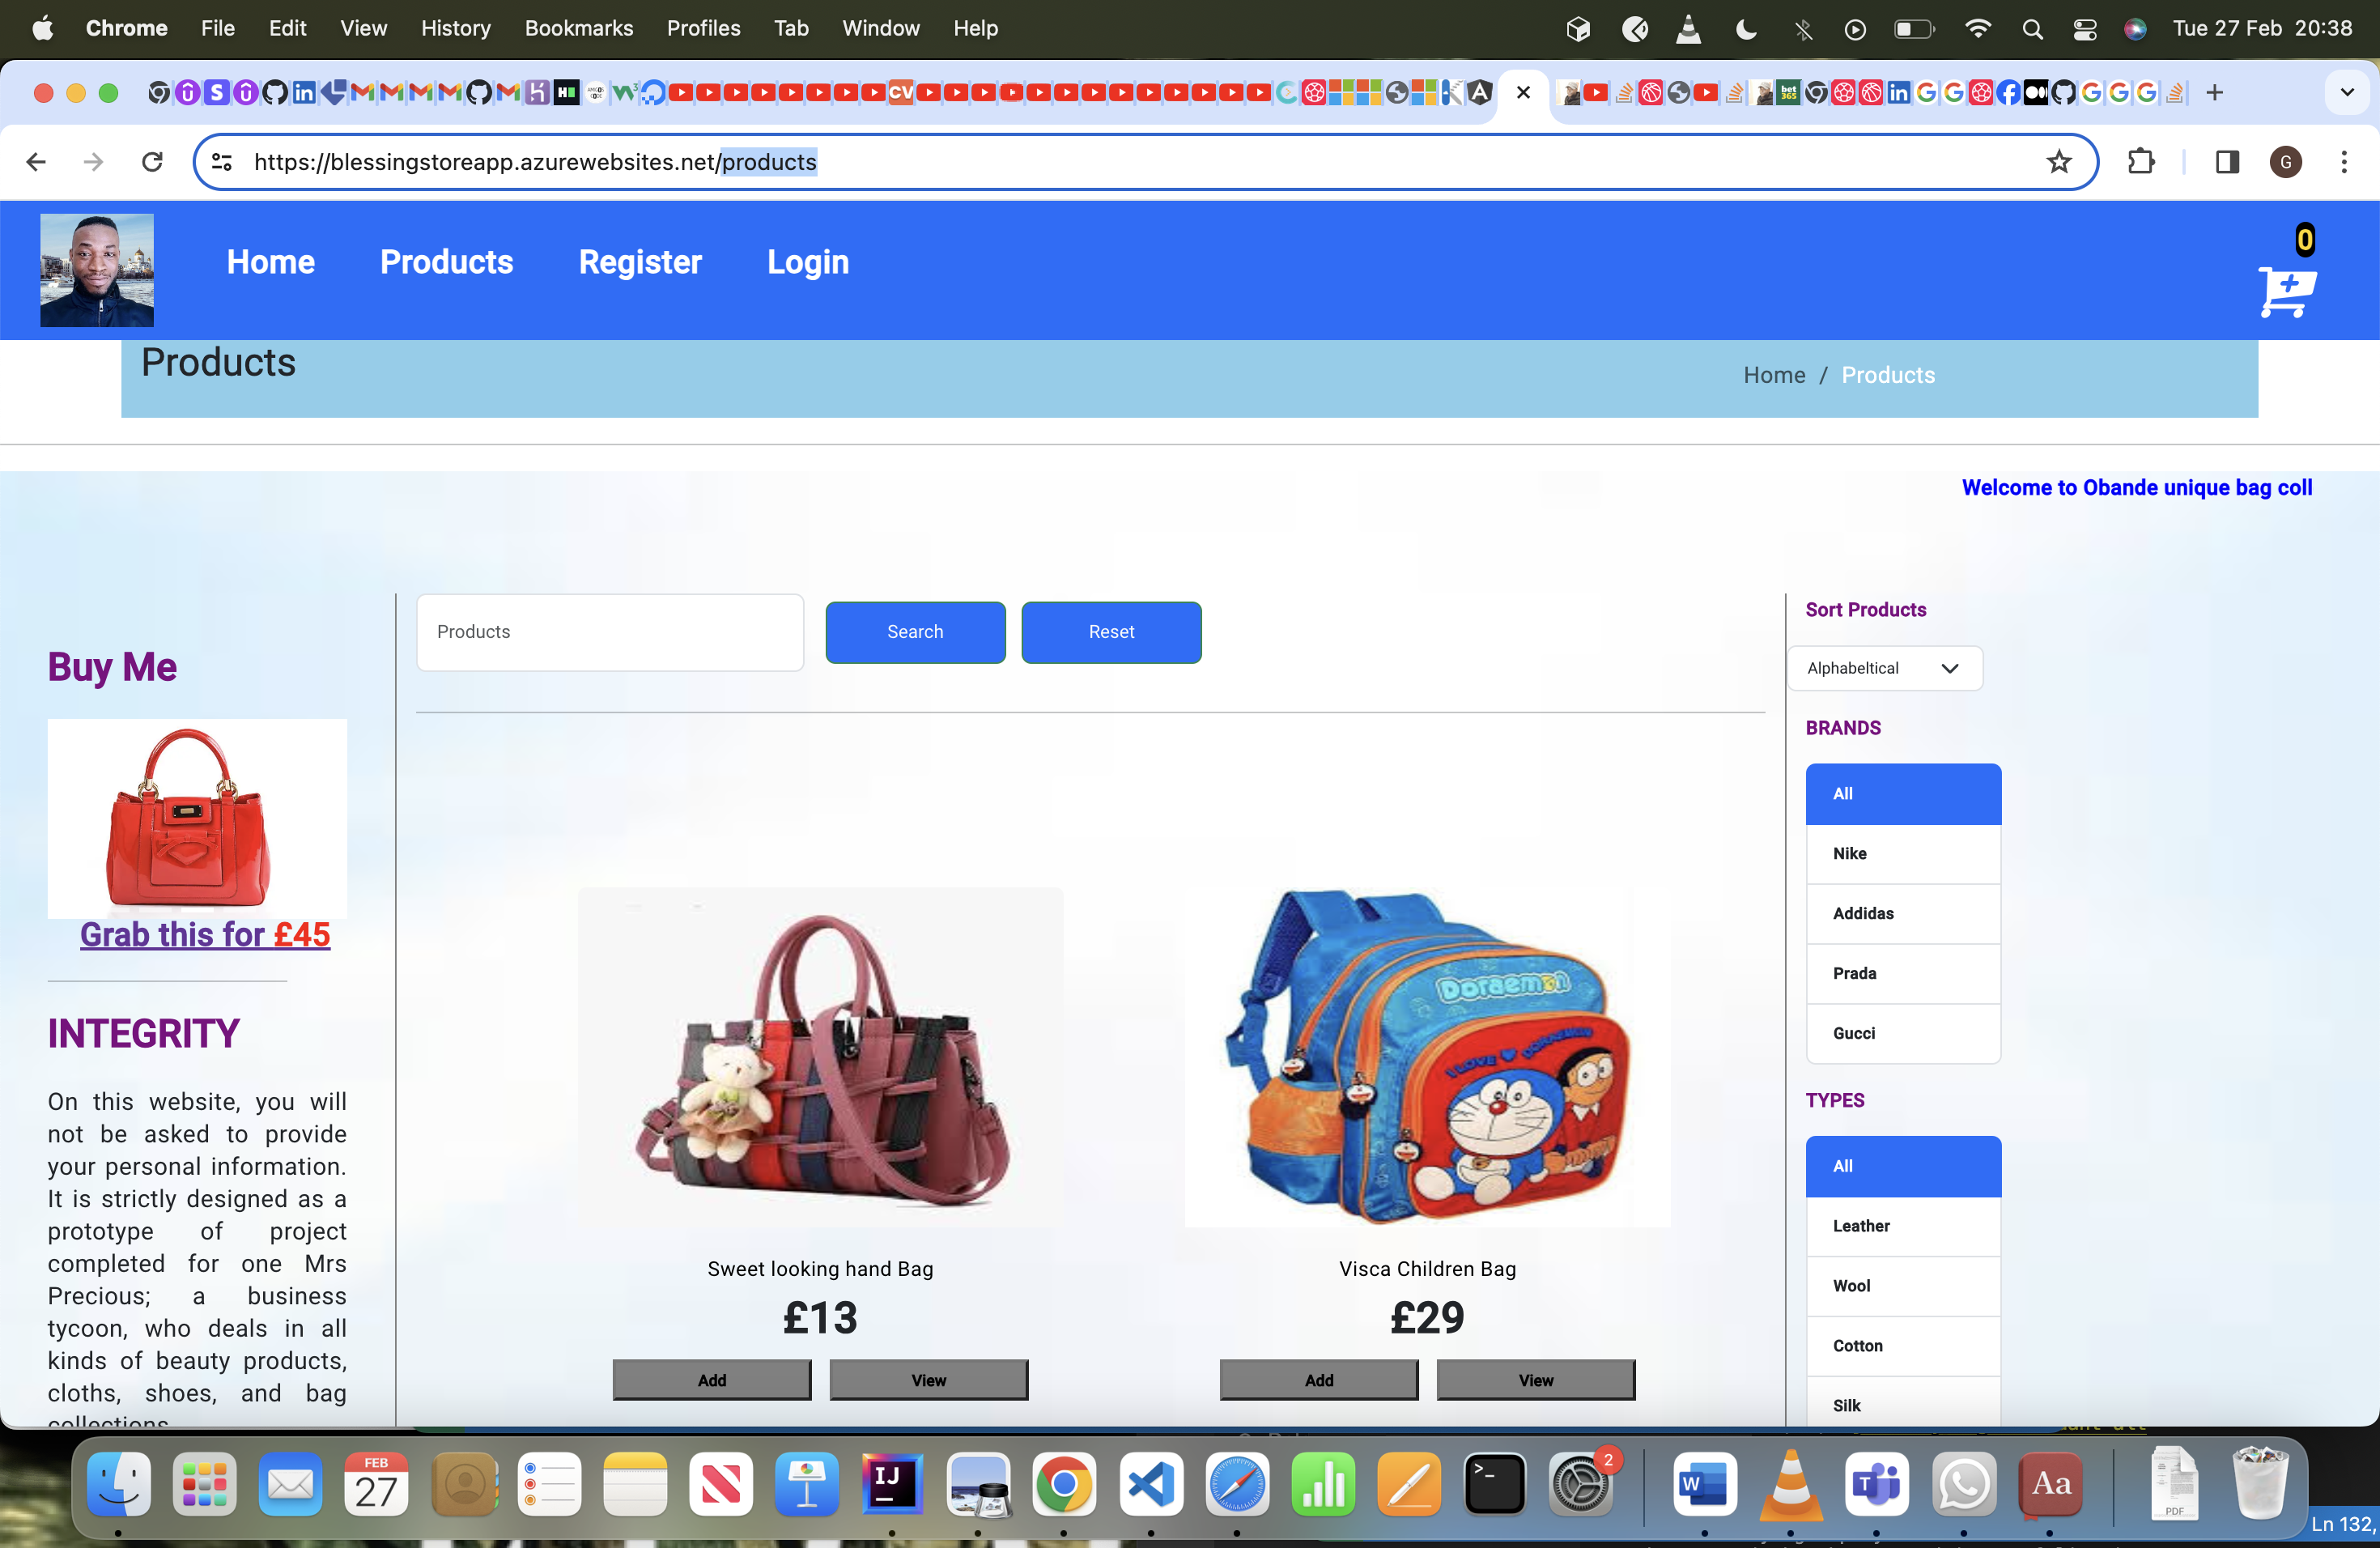 Chrome File Edit View History Bookmarks Profiles Tab Window Help Tue 27 Feb 20:38
https://blessingstoreapp.azurewebsites.net/products
G
Home Products Register Login
0
Products
Home / Products
Welcome to Obande unique bag coll
Products
Search
Reset
Sort Products
Alphabeltical
Buy Me
BRANDS
All
Nike
Addidas
Prada
Gucci
Grab this for £45
INTEGRITY
On this website, you will
not be asked to provide
your personal information.
It is strictly designed as a
prototype of project
completed for one Mrs
Precious; a business
tycoon, who deals in all
kinds of beauty products,
cloths, shoes, and bag
collections
Doraemon
I LOVE DORAEMON
Sweet looking hand Bag
£13
Add
View
Visca Children Bag
£29
Add
View
TYPES
All
Leather
Wool
Cotton
Silk
FEB
27
IJ
2
W
T
Aa
PDF
Ln 132,